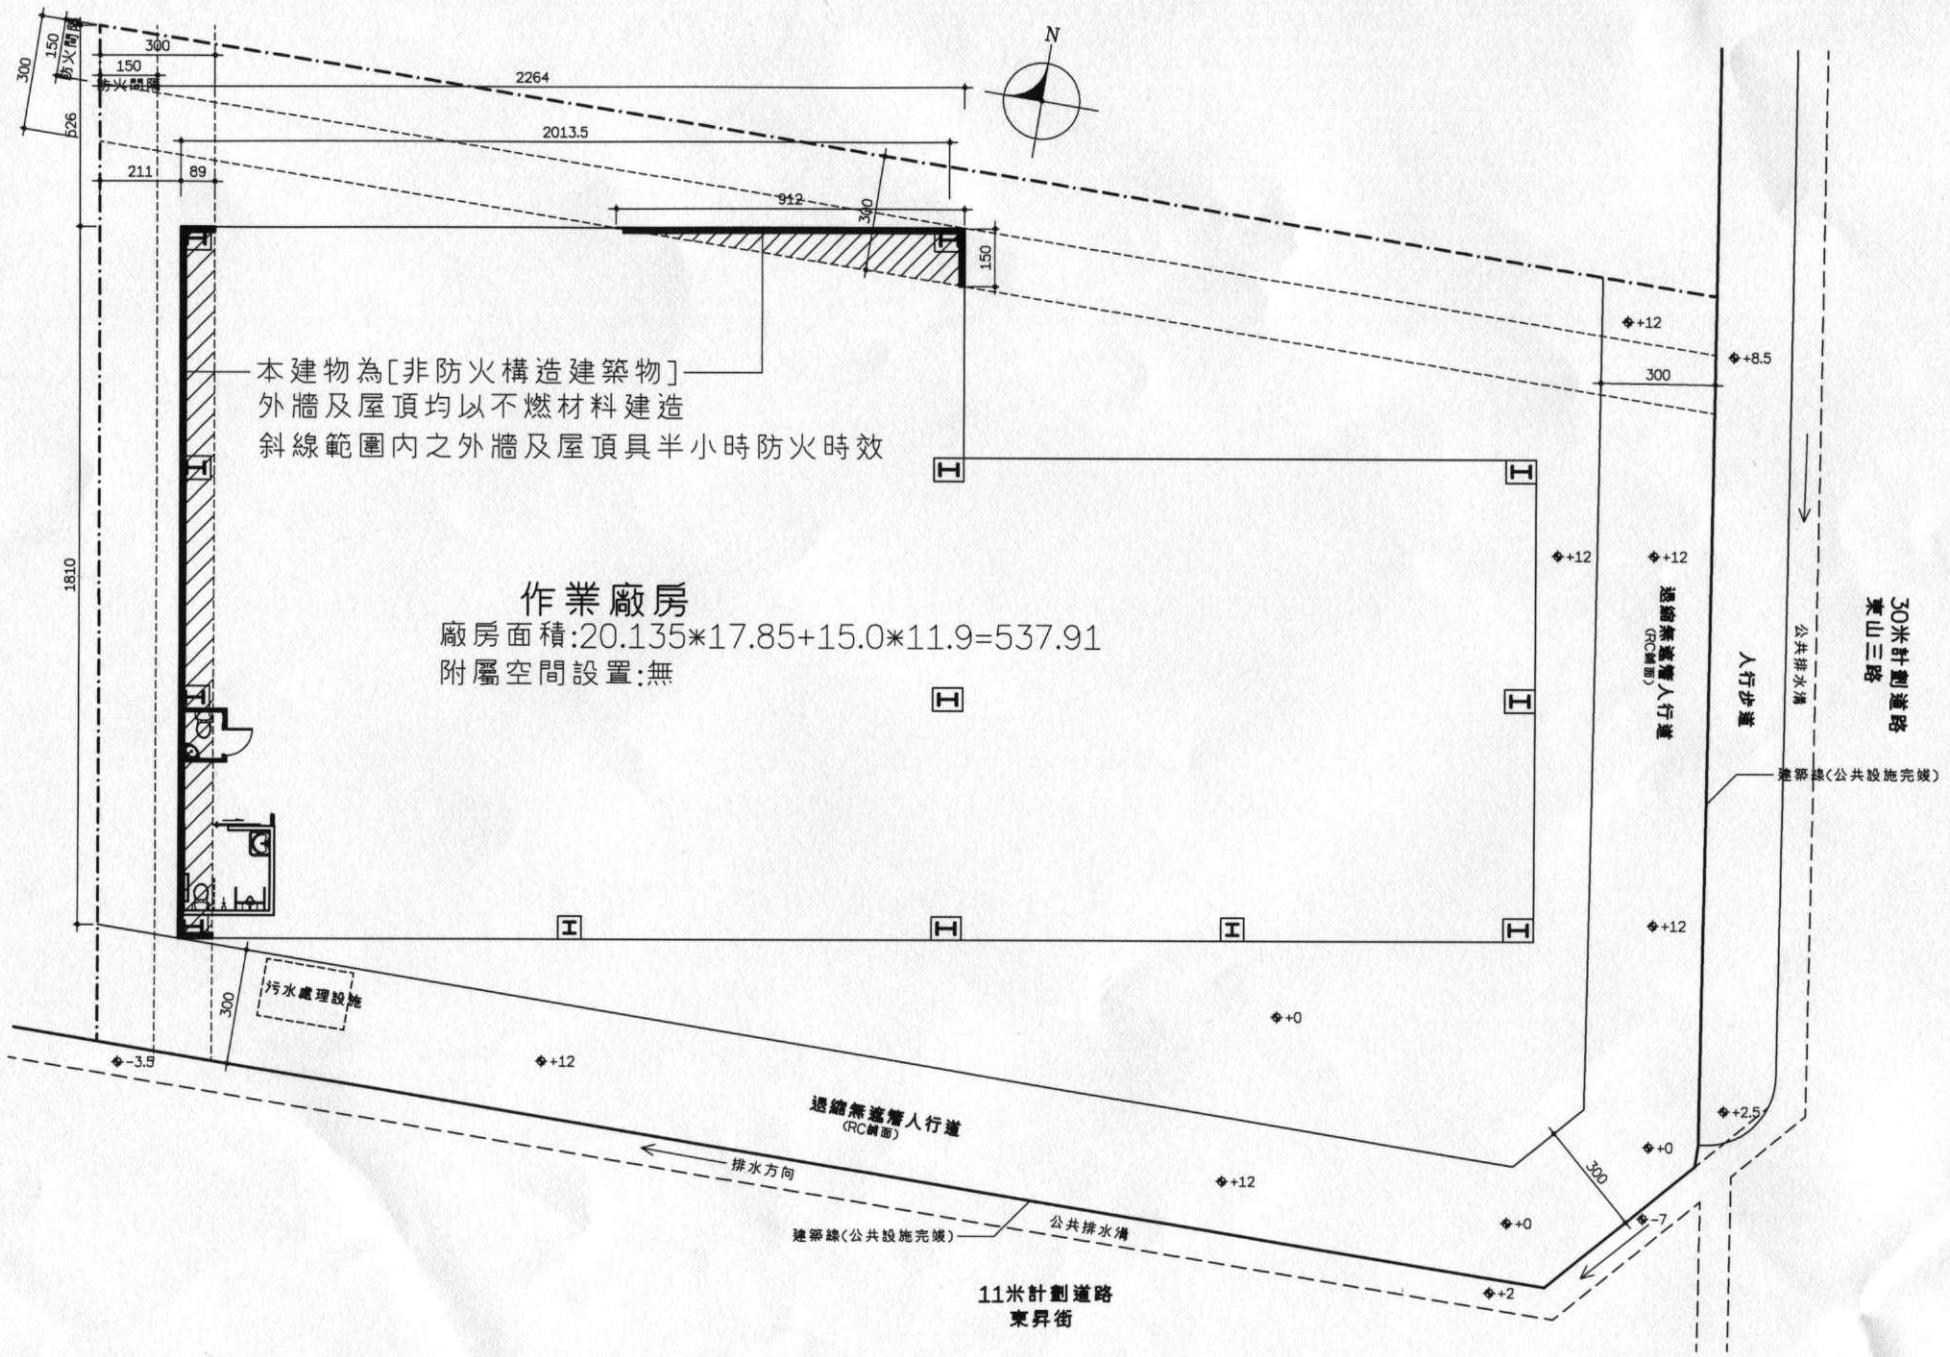 N
300
150
防火間隔
300
150
防火間隔
2264
526
2013.5
211
89
912
300
150
+12
+8.5
300
本建物為[非防火構造建築物]
外牆及屋頂均以不燃材料建造
斜線範圍內之外牆及屋頂具半小時防火時效
1810
作業廠房
廠房面積:20.135*17.85+15.0*11.9=537.91
附屬空間設置:無
+12
+12
退縮無遮簷人行道
(RC鋪面)
人行步道
公共排水溝
30米計劃道路
東山三路
建築線(公共設施完竣)
+12
污水處理設施
300
+0
-3.5
+12
退縮無遮簷人行道
(RC鋪面)
+2.5
+0
排水方向
300
+12
建築線(公共設施完竣)
公共排水溝
+0
-7
11米計劃道路
東昇街
+2